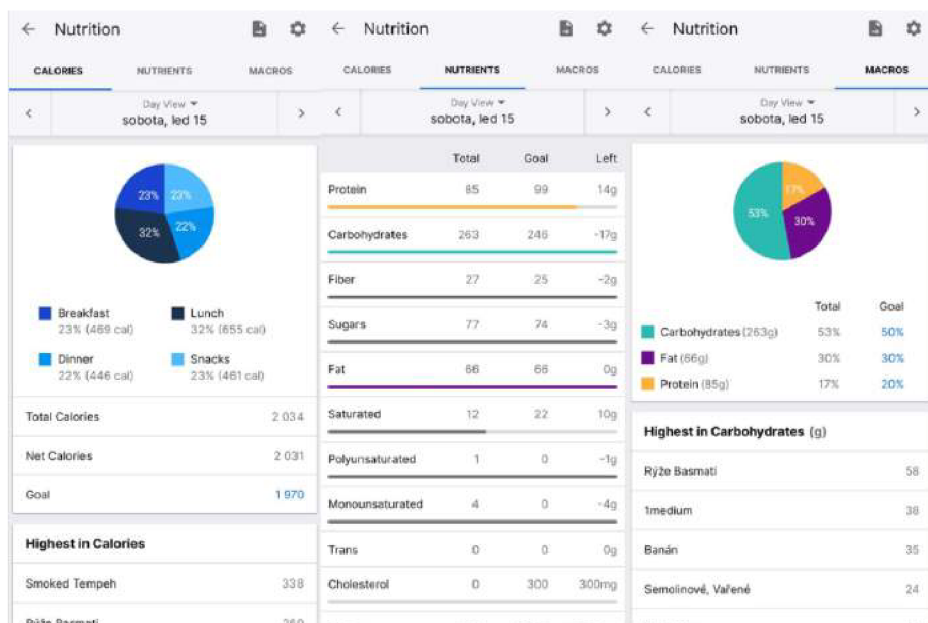 Nutrition
CALORIES NUTRIENTS MACROS
Day View
sobota, led 15
23% 23%
32% 22%
Breakfast
23% (469 cal)
Lunch
32% (655 cal)
Dinner
22% (446 cal)
Snacks
23% (461 cal)
Total Calories 2 034
Net Calories 2 031
Goal 1 970
Highest in Calories
Smoked Tempeh 338
Rýže Basmati 260
Nutrition
CALORIES NUTRIENTS MACROS
Day View
sobota, led 15
Total Goal Left
Protein 85 99 14g
Carbohydrates 263 246 -17g
Fiber 27 25 -2g
Sugars 77 74 -3g
Fat 66 66 0g
Saturated 12 22 10g
Polyunsaturated 1 0 -1g
Monounsaturated 4 0 -4g
Trans 0 0 0g
Cholesterol 0 300 300mg
Nutrition
CALORIES NUTRIENTS MACROS
Day View
sobota, led 15
17%
53% 30%
Total Goal
Carbohydrates (263g) 53% 50%
Fat (66g) 30% 30%
Protein (85g) 17% 20%
Highest in Carbohydrates (g)
Rýže Basmati 58
1medium 38
Banán 35
Semolinové, Vařené 24